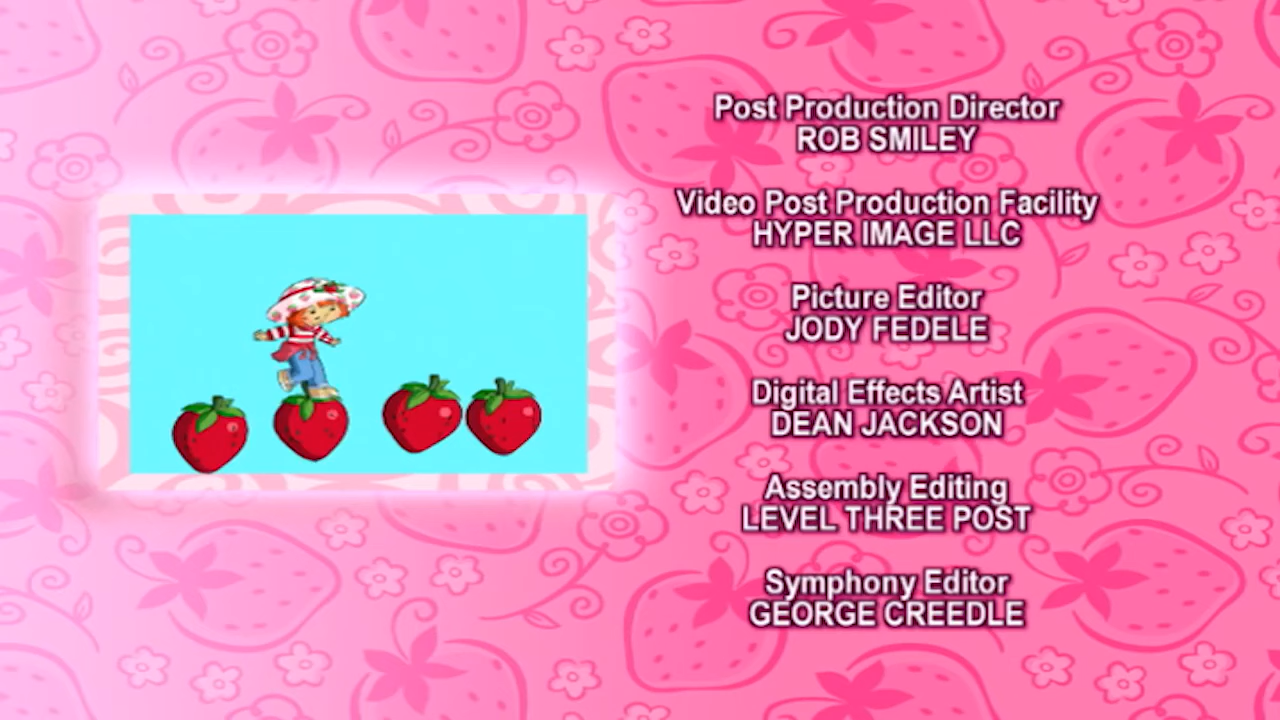 Post Production Director
ROB SMILEY
Video Post Production Facility
HYPER IMAGE LLC
Picture Editor
JODY FEDELE
Digital Effects Artist
DEAN JACKSON
Assembly Editing
LEVEL THREE POST
Symphony Editor
GEORGE CREEDLE